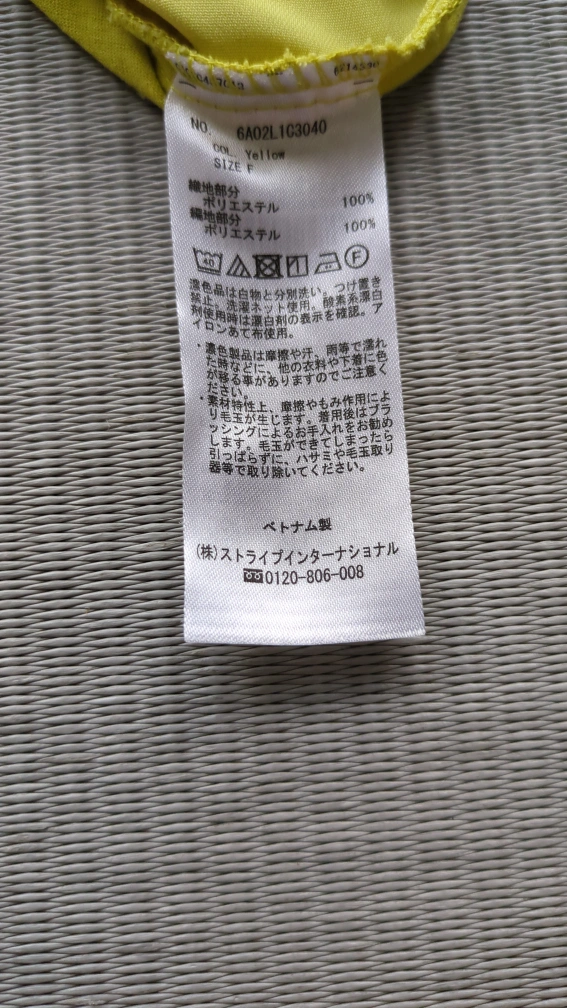 NO. 6A02L1C3040
COL. Yellow
SIZE F
織地部分
ポリエステル 100%
編地部分
ポリエステル 100%
40
F
濃色品は白物と分別洗い。つけ置き
禁止。洗濯ネット使用。酸素系漂白
剤使用時は漂白剤の表示を確認。ア
イロンあて布使用。
・濃色製品は摩擦や汗、雨等で濡れ
た時などに、他の衣料や下着に色
が移る事がありますのでご注意く
ださい。
・素材特性上、摩擦やもみ作用によ
り毛玉が生じます。着用後はブラ
ッシングによるお手入れをお勧め
します。毛玉ができてしまったら
引っぱらずに、ハサミや毛玉取り
器等で取り除いてください。
ベトナム製
(株)ストライプインターナショナル
0120-806-008